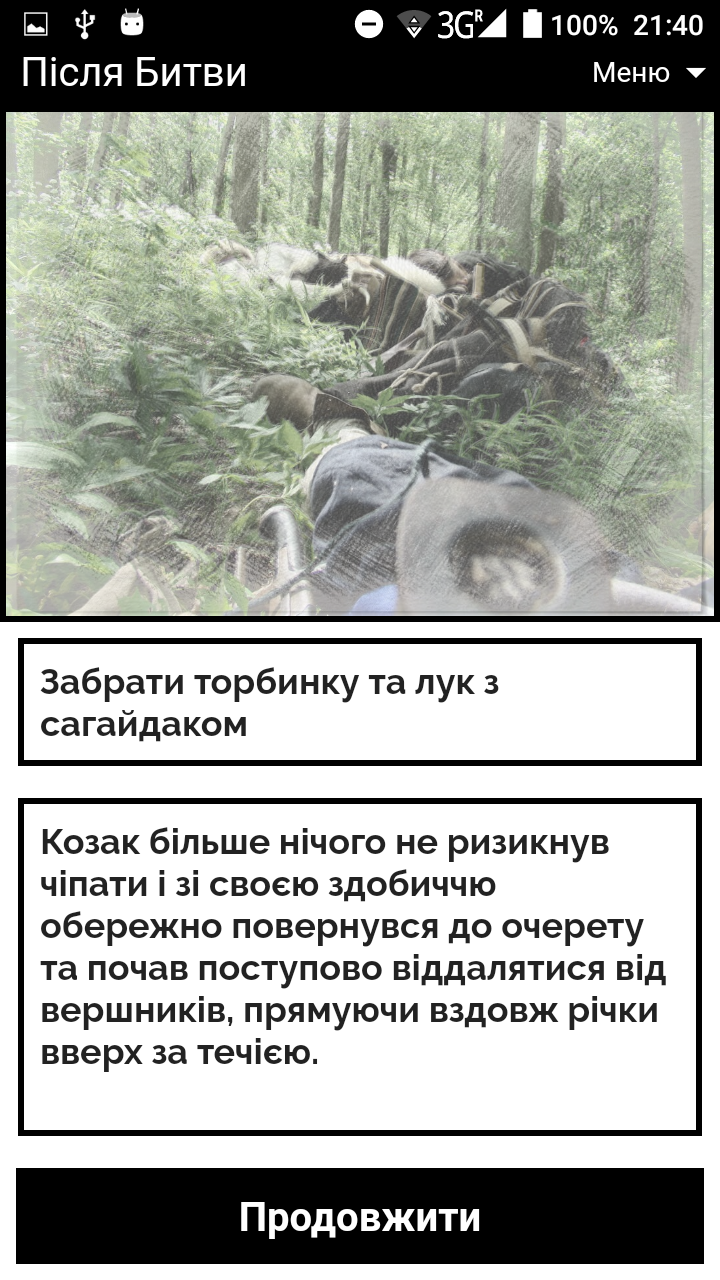 3G R 100% 21:40
Після Битви
Меню
Забрати торбинку та лук з
сагайдаком
Козак більше нічого не ризикнув
чіпати і зі своєю здобиччю
обережно повернувся до очерету
та почав поступово віддалятися від
вершників, прямуючи вздовж річки
вверх за течією.
Продовжити